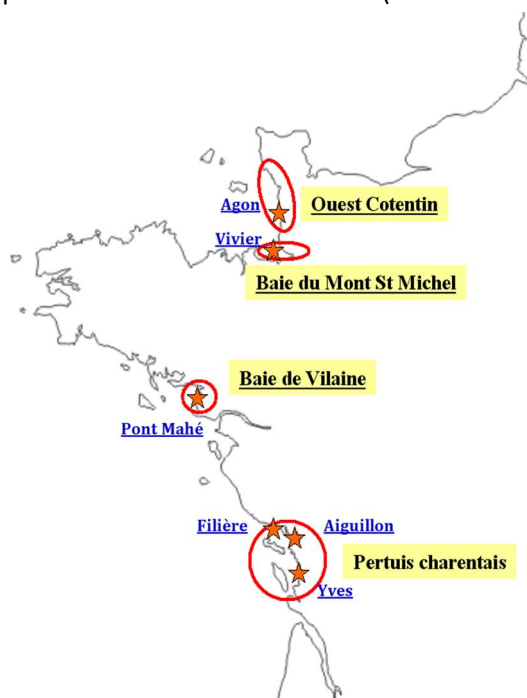 Agon
Ouest Cotentin
Vivier
Baie du Mont St Michel
Baie de Vilaine
Pont Mahé
Filière
Aiguillon
Pertuis charentais
Yves